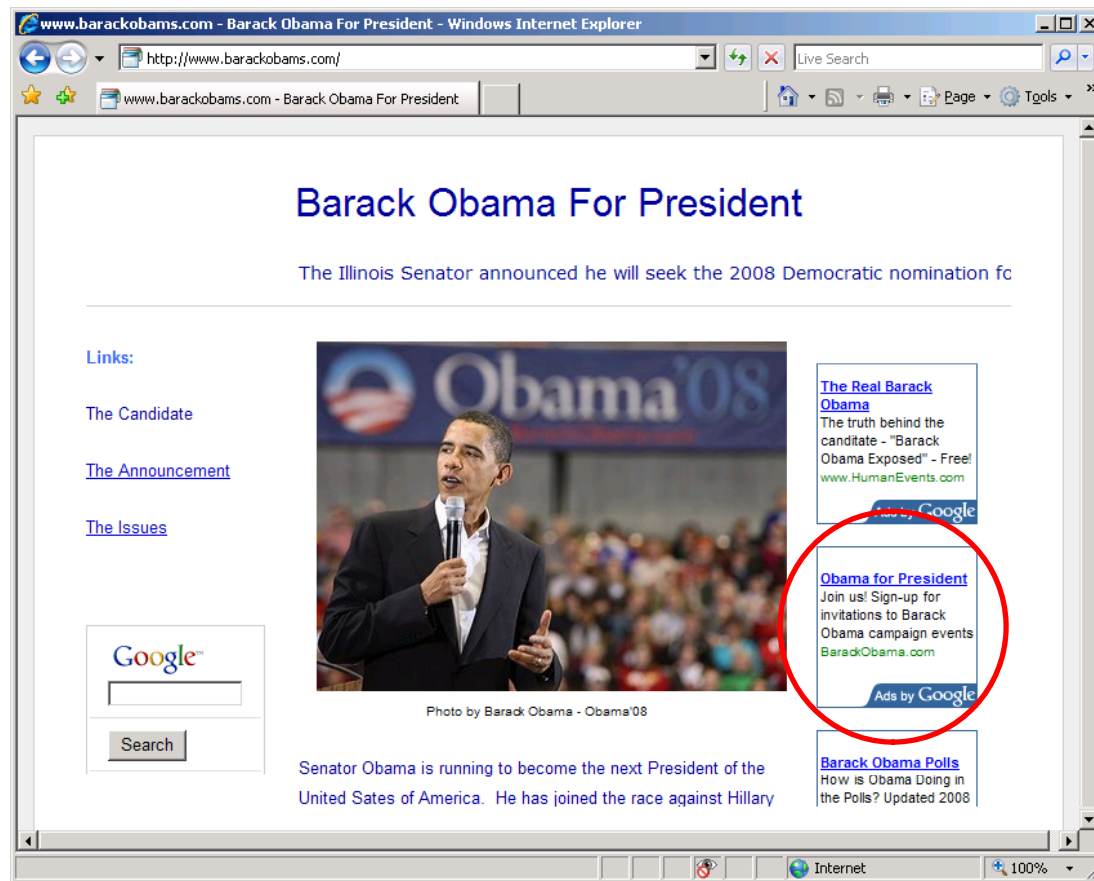 www.barackobams.com - Barack Obama For President - Windows Internet Explorer
http://www.barackobams.com/
Live Search
www.barackobams.com - Barack Obama For President
Page
Tools
»
Barack Obama For President
The Illinois Senator announced he will seek the 2008 Democratic nomination fo
Links:
The Candidate
The Announcement
The Issues
Google™
Search
Obama'08
BarackObama.com
Photo by Barack Obama - Obama'08
Senator Obama is running to become the next President of the
United Sates of America. He has joined the race against Hillary
The Real Barack
Obama
The truth behind the
canditate - "Barack
Obama Exposed" - Free!
www.HumanEvents.com
Ads by Google
Obama for President
Join us! Sign-up for
invitations to Barack
Obama campaign events
BarackObama.com
Ads by Google
Barack Obama Polls
How is Obama Doing in
the Polls? Updated 2008
Internet
100%